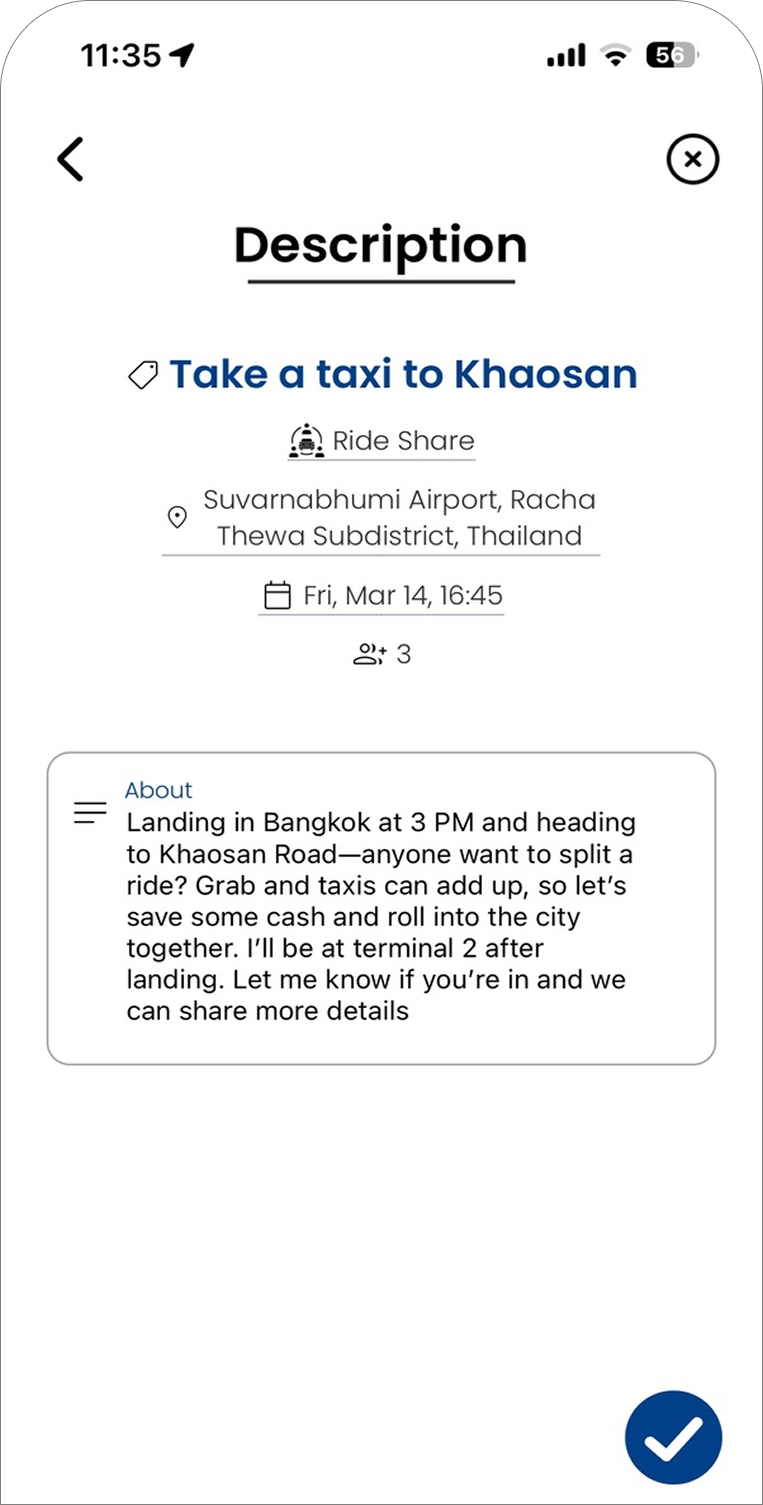 11:35
56
Description
Take a taxi to Khaosan
Ride Share
Suvarnabhumi Airport, Racha
Thewa Subdistrict, Thailand
Fri, Mar 14, 16:45
3
About
Landing in Bangkok at 3 PM and heading
to Khaosan Road—anyone want to split a
ride? Grab and taxis can add up, so let’s
save some cash and roll into the city
together. I’ll be at terminal 2 after
landing. Let me know if you’re in and we
can share more details